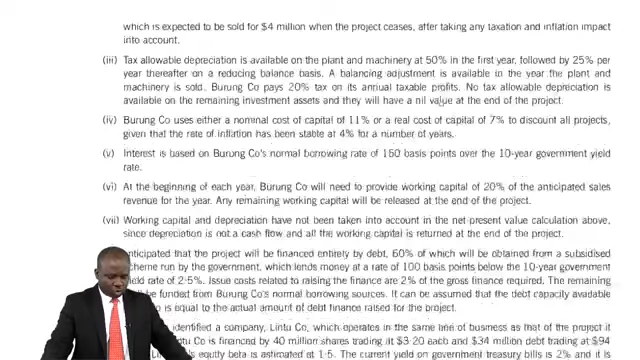 which is expected to be sold for $4 million when the project ceases, after taking any taxation and inflation impact
into account.
(iii) Tax allowable depreciation is available on the plant and machinery at 50% in the first year, followed by 25% per
year thereafter on a reducing balance basis. A balancing adjustment is available in the year the plant and
machinery is sold. Burung Co pays 20% tax on its annual taxable profits. No tax allowable depreciation is
available on the remaining investment assets and they will have a nil value at the end of the project.
(iv) Burung Co uses either a nominal cost of capital of 11% or a real cost of capital of 7% to discount all projects,
given that the rate of inflation has been stable at 4% for a number of years.
(v) Interest is based on Burung Co's normal borrowing rate of 150 basis points over the 10-year government yield
rate.
(vi) At the beginning of each year, Burung Co will need to provide working capital of 20% of the anticipated sales
revenue for the year. Any remaining working capital will be released at the end of the project.
(vii) Working capital and depreciation have not been taken into account in the net present value calculation above,
since depreciation is not a cash flow and all the working capital is returned at the end of the project.
anticipated that the project will be financed entirely by debt, 60% of which will be obtained from a subsidised
scheme run by the government, which lends money at a rate of 100 basis points below the 10-year government
rate of 2·5%. Issue costs related to raising the finance are 2% of the gross finance required. The remaining
be funded from Burung Co's normal borrowing sources. It can be assumed that the debt capacity available
is equal to the actual amount of debt finance raised for the project.
identified a company, Lintu Co, which operates in the same line of business as that of the project it
Co is financed by 40 million shares trading at $3·20 each and $34 million debt trading at $94
Lintu Co's equity beta is estimated at 1·5. The current yield on government treasury bills is 2% and it is